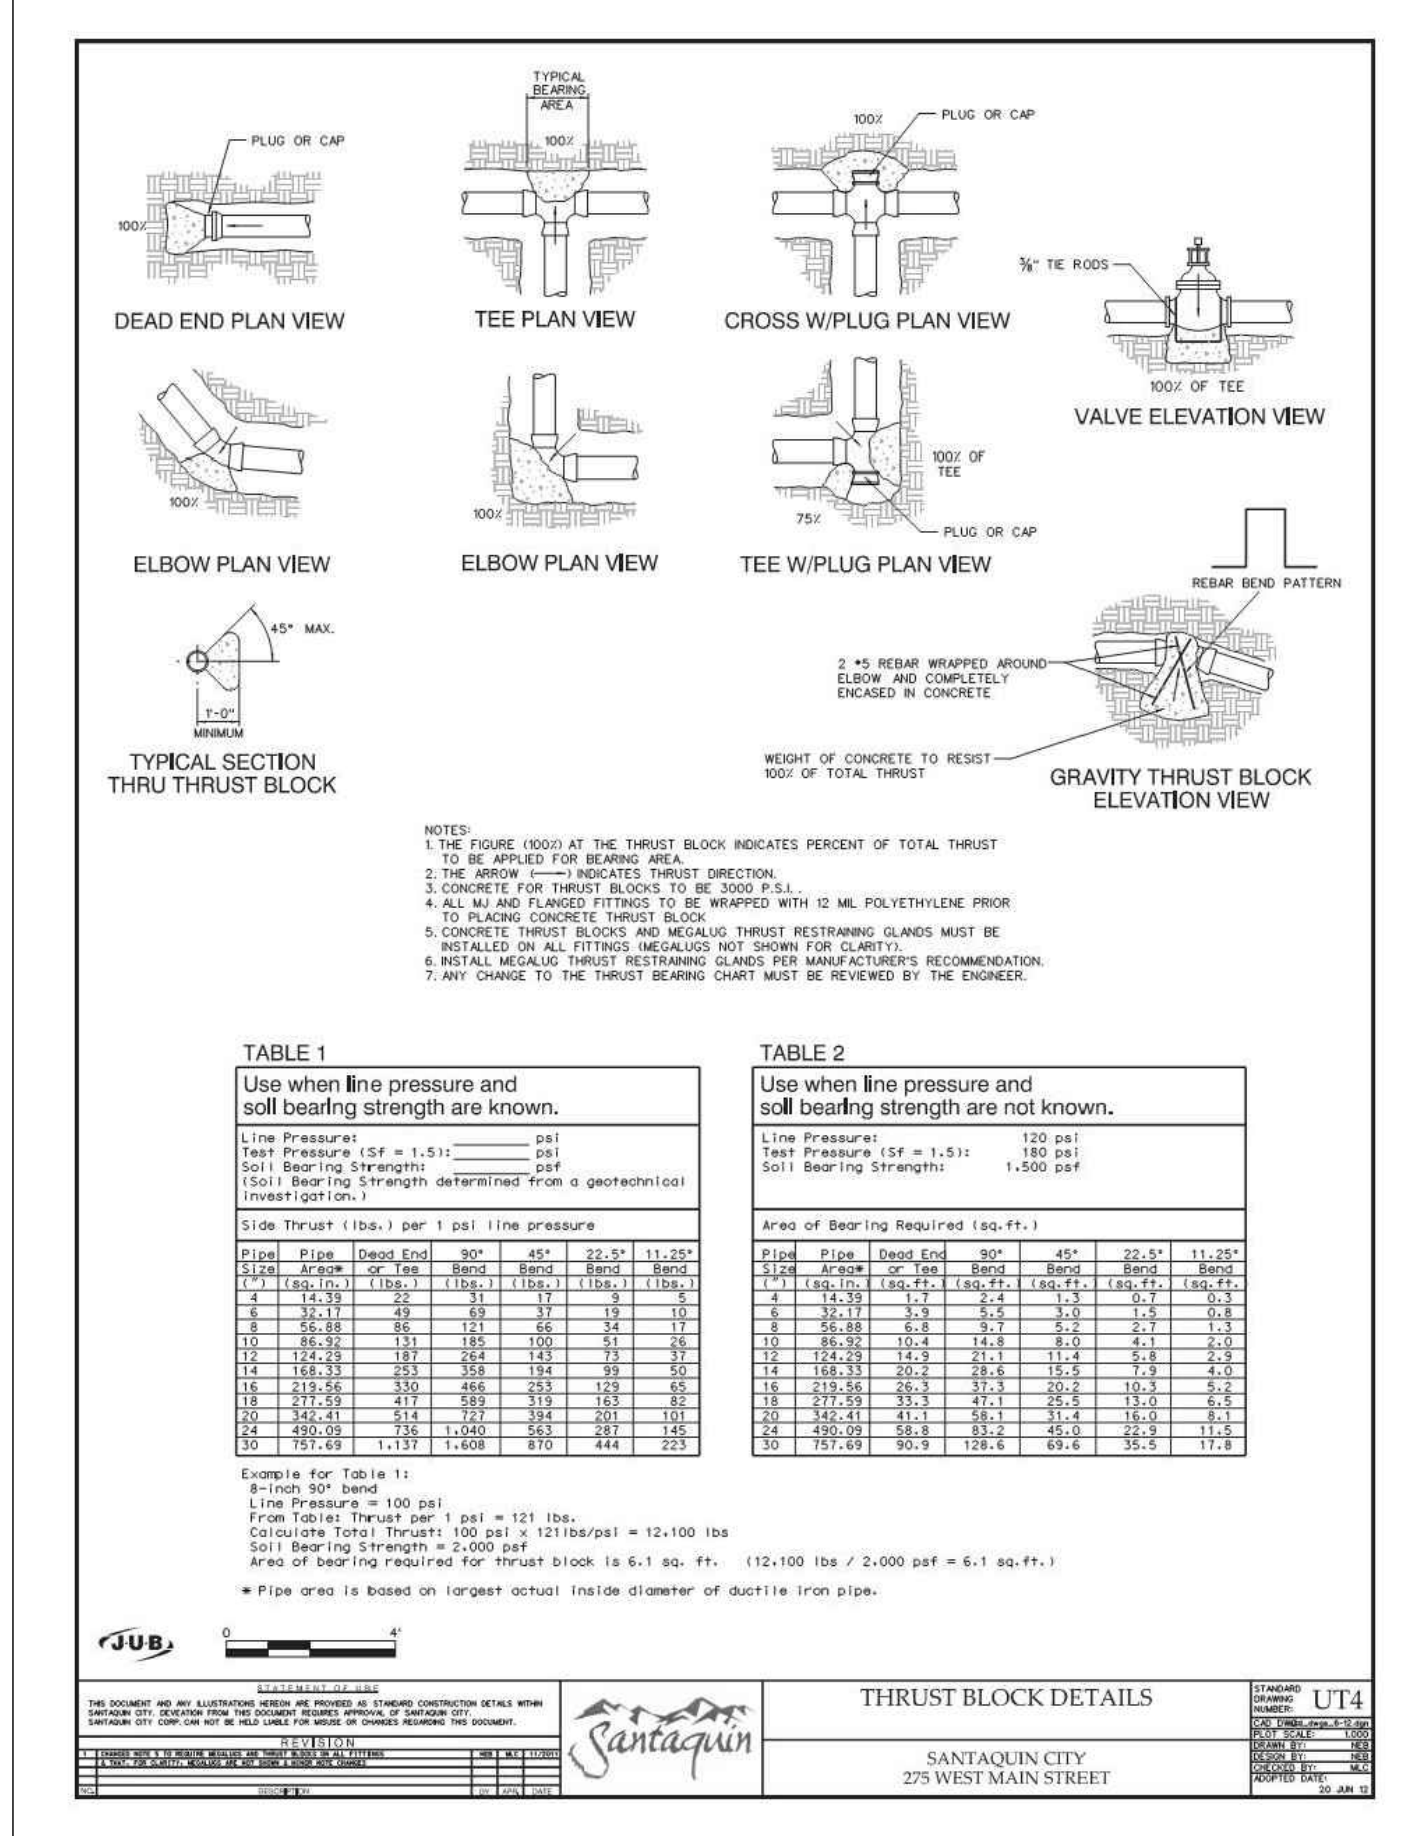 TYPICAL
BEARING
AREA
100%
PLUG OR CAP
100%
DEAD END PLAN VIEW
TEE PLAN VIEW
100%
PLUG OR CAP
CROSS W/PLUG PLAN VIEW
⅝" TIE RODS
100% OF TEE
VALVE ELEVATION VIEW
100%
ELBOW PLAN VIEW
100%
ELBOW PLAN VIEW
100% OF
TEE
75%
PLUG OR CAP
TEE W/PLUG PLAN VIEW
REBAR BEND PATTERN
45° MAX.
1'-0"
MINIMUM
TYPICAL SECTION
THRU THRUST BLOCK
2 #5 REBAR WRAPPED AROUND
ELBOW AND COMPLETELY
ENCASED IN CONCRETE
WEIGHT OF CONCRETE TO RESIST
100% OF TOTAL THRUST
GRAVITY THRUST BLOCK
ELEVATION VIEW
NOTES:
1. THE FIGURE (100%) AT THE THRUST BLOCK INDICATES PERCENT OF TOTAL THRUST
TO BE APPLIED FOR BEARING AREA.
2. THE ARROW (⟵) INDICATES THRUST DIRECTION.
3. CONCRETE FOR THRUST BLOCKS TO BE 3000 P.S.I. .
4. ALL MJ AND FLANGED FITTINGS TO BE WRAPPED WITH 12 MIL POLYETHYLENE PRIOR
TO PLACING CONCRETE THRUST BLOCK
5. CONCRETE THRUST BLOCKS AND MEGALUG THRUST RESTRAINING GLANDS MUST BE
INSTALLED ON ALL FITTINGS (MEGALUGS NOT SHOWN FOR CLARITY).
6. INSTALL MEGALUG THRUST RESTRAINING GLANDS PER MANUFACTURER'S RECOMMENDATION.
7. ANY CHANGE TO THE THRUST BEARING CHART MUST BE REVIEWED BY THE ENGINEER.
TABLE 1
Use when line pressure and
soil bearing strength are known.
Line Pressure: ________ psi
Test Pressure (Sf = 1.5): ________ psi
Soil Bearing Strength: ________ psf
(Soil Bearing Strength determined from a geotechnical
investigation.)
Side Thrust (lbs.) per 1 psi line pressure
Pipe Pipe Dead End 90° 45° 22.5° 11.25°
Size Area* or Tee Bend Bend Bend Bend
(") (sq.in.) (lbs.) (lbs.) (lbs.) (lbs.) (lbs.)
4 14.39 22 31 17 9 5
6 32.17 49 69 37 19 10
8 56.88 86 121 66 34 17
10 86.92 131 185 100 51 26
12 124.29 187 264 143 73 37
14 168.33 253 358 194 99 50
16 219.56 330 466 253 129 65
18 277.59 417 589 319 163 82
20 342.41 514 727 394 201 101
24 490.09 736 1,040 563 287 145
30 757.69 1,137 1,608 870 444 223
TABLE 2
Use when line pressure and
soil bearing strength are not known.
Line Pressure: 120 psi
Test Pressure (Sf = 1.5): 180 psi
Soil Bearing Strength: 1,500 psf
Area of Bearing Required (sq.ft.)
Pipe Pipe Dead End 90° 45° 22.5° 11.25°
Size Area* or Tee Bend Bend Bend Bend
(") (sq.in.) (sq.ft.) (sq.ft.) (sq.ft.) (sq.ft.) (sq.ft.
4 14.39 1.7 2.4 1.3 0.7 0.3
6 32.17 3.9 5.5 3.0 1.5 0.8
8 56.88 6.8 9.7 5.2 2.7 1.3
10 86.92 10.4 14.8 8.0 4.1 2.0
12 124.29 14.9 21.1 11.4 5.8 2.9
14 168.33 20.2 28.6 15.5 7.9 4.0
16 219.56 26.3 37.3 20.2 10.3 5.2
18 277.59 33.3 47.1 25.5 13.0 6.5
20 342.41 41.1 58.1 31.4 16.0 8.1
24 490.09 58.8 83.2 45.0 22.9 11.5
30 757.69 90.9 128.6 69.6 35.5 17.8
Example for Table 1:
8-inch 90° bend
Line Pressure = 100 psi
From Table: Thrust per 1 psi = 121 lbs.
Calculate Total Thrust: 100 psi x 121lbs/psi = 12,100 lbs
Soil Bearing Strength = 2,000 psf
Area of bearing required for thrust block is 6.1 sq. ft. (12,100 lbs / 2,000 psf = 6.1 sq.ft.)
* Pipe area is based on largest actual inside diameter of ductile iron pipe.
J-U-B
0 4'
STATEMENT OF USE
THIS DOCUMENT AND ANY ILLUSTRATIONS HEREON ARE PROVIDED AS STANDARD CONSTRUCTION DETAILS WITHIN
SANTAQUIN CITY. DEVEATION FROM THIS DOCUMENT REQUIRES APPROVAL OF SANTAQUIN CITY.
SANTAQUIN CITY CORP. CAN NOT BE HELD LIABLE FOR MISUSE OR CHANGES REGARDING THIS DOCUMENT.
REVISION
1 CHANGED NOTE 5 TO REQUIRE MEGALUGS AND THRUST BLOCKS ON ALL FITTINGS NEB MLC 11/2011
& THAT, FOR CLARITY, MEGALUGS ARE NOT SHOWN & MINOR NOTE CHANGES
NO. DESCRIPTION BY APR. DATE
Santaquin
THRUST BLOCK DETAILS
SANTAQUIN CITY
275 WEST MAIN STREET
STANDARD
DRAWING
NUMBER: UT4
PLOT SCALE: 1.000
DRAWN BY: NEB
DESIGN BY: NEB
CHECKED BY: MLC
ADOPTED DATE:
20 JUN 12